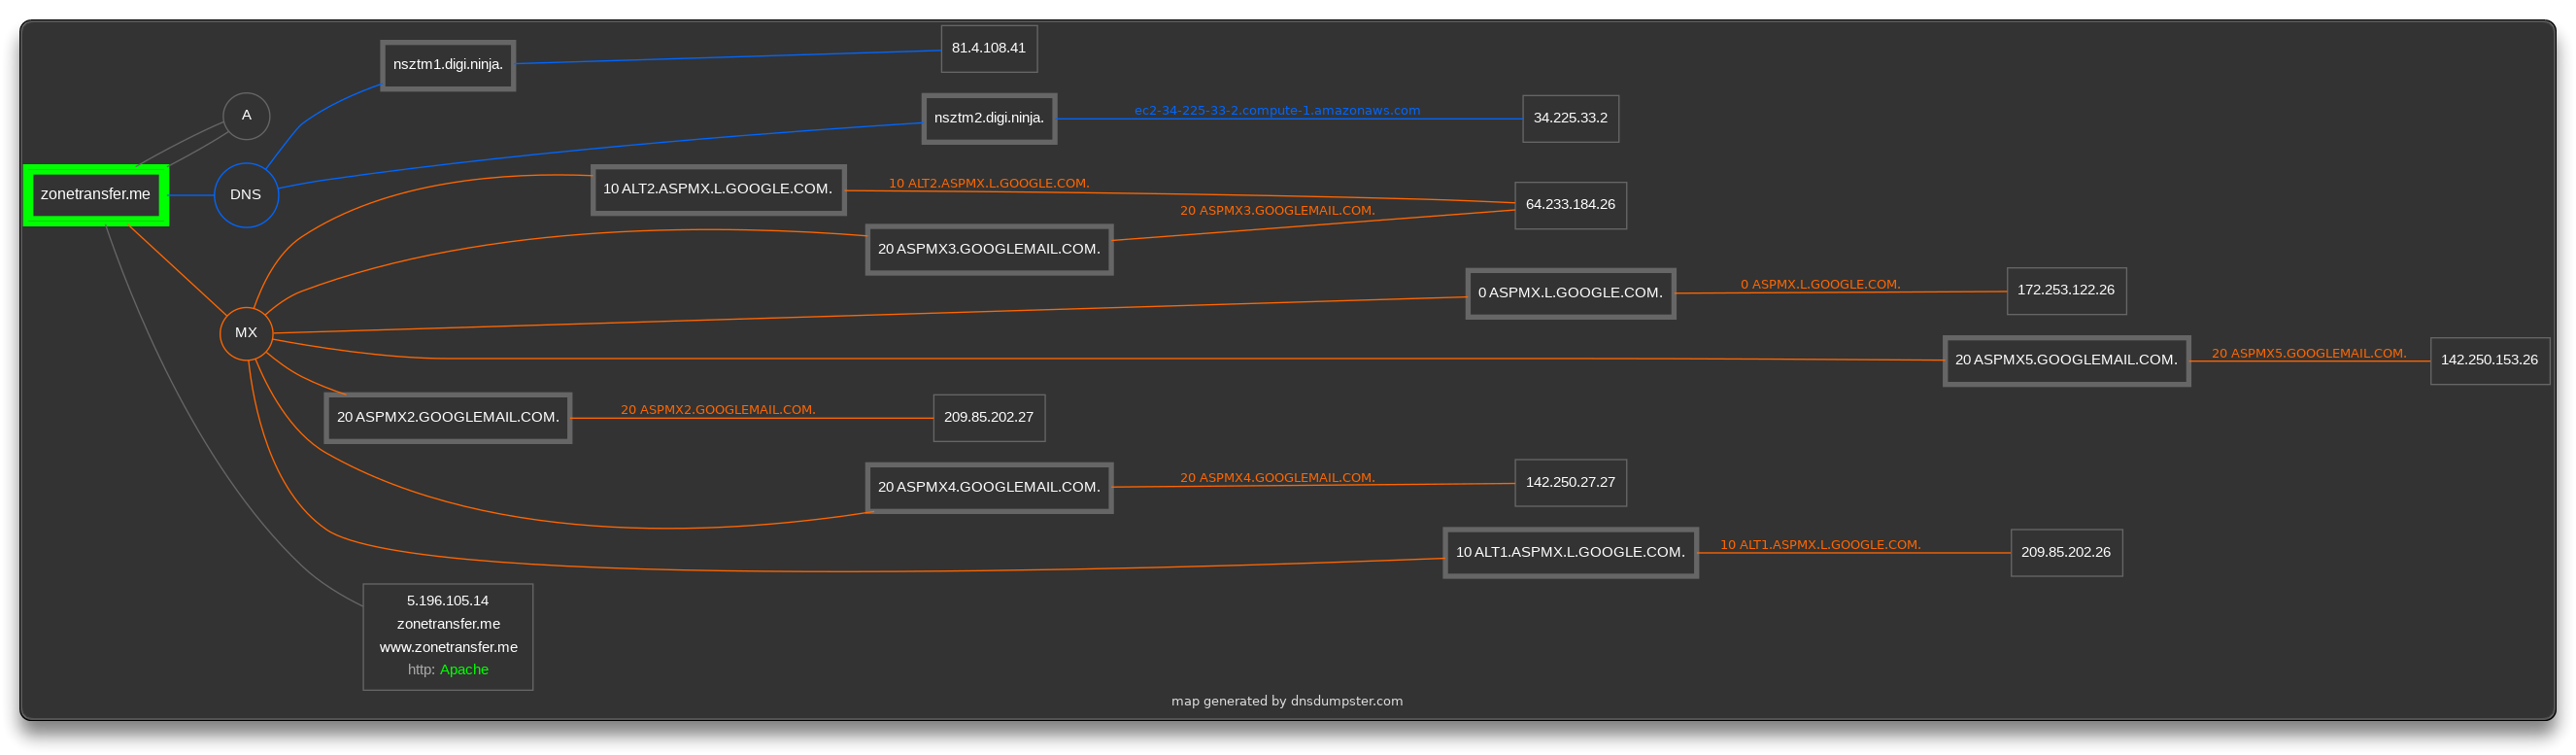 81.4.108.41
nsztm1.digi.ninja.
A
ec2-34-225-33-2.compute-1.amazonaws.com
nsztm2.digi.ninja.
34.225.33.2
zonetransfer.me
DNS
10 ALT2.ASPMX.L.GOOGLE.COM.
10 ALT2.ASPMX.L.GOOGLE.COM.
64.233.184.26
20 ASPMX3.GOOGLEMAIL.COM.
20 ASPMX3.GOOGLEMAIL.COM.
0 ASPMX.L.GOOGLE.COM.
0 ASPMX.L.GOOGLE.COM.
172.253.122.26
MX
20 ASPMX5.GOOGLEMAIL.COM.
20 ASPMX5.GOOGLEMAIL.COM.
142.250.153.26
20 ASPMX2.GOOGLEMAIL.COM.
20 ASPMX2.GOOGLEMAIL.COM.
209.85.202.27
20 ASPMX4.GOOGLEMAIL.COM.
20 ASPMX4.GOOGLEMAIL.COM.
142.250.27.27
10 ALT1.ASPMX.L.GOOGLE.COM.
10 ALT1.ASPMX.L.GOOGLE.COM.
209.85.202.26
5.196.105.14
zonetransfer.me
www.zonetransfer.me
http: Apache
map generated by dnsdumpster.com